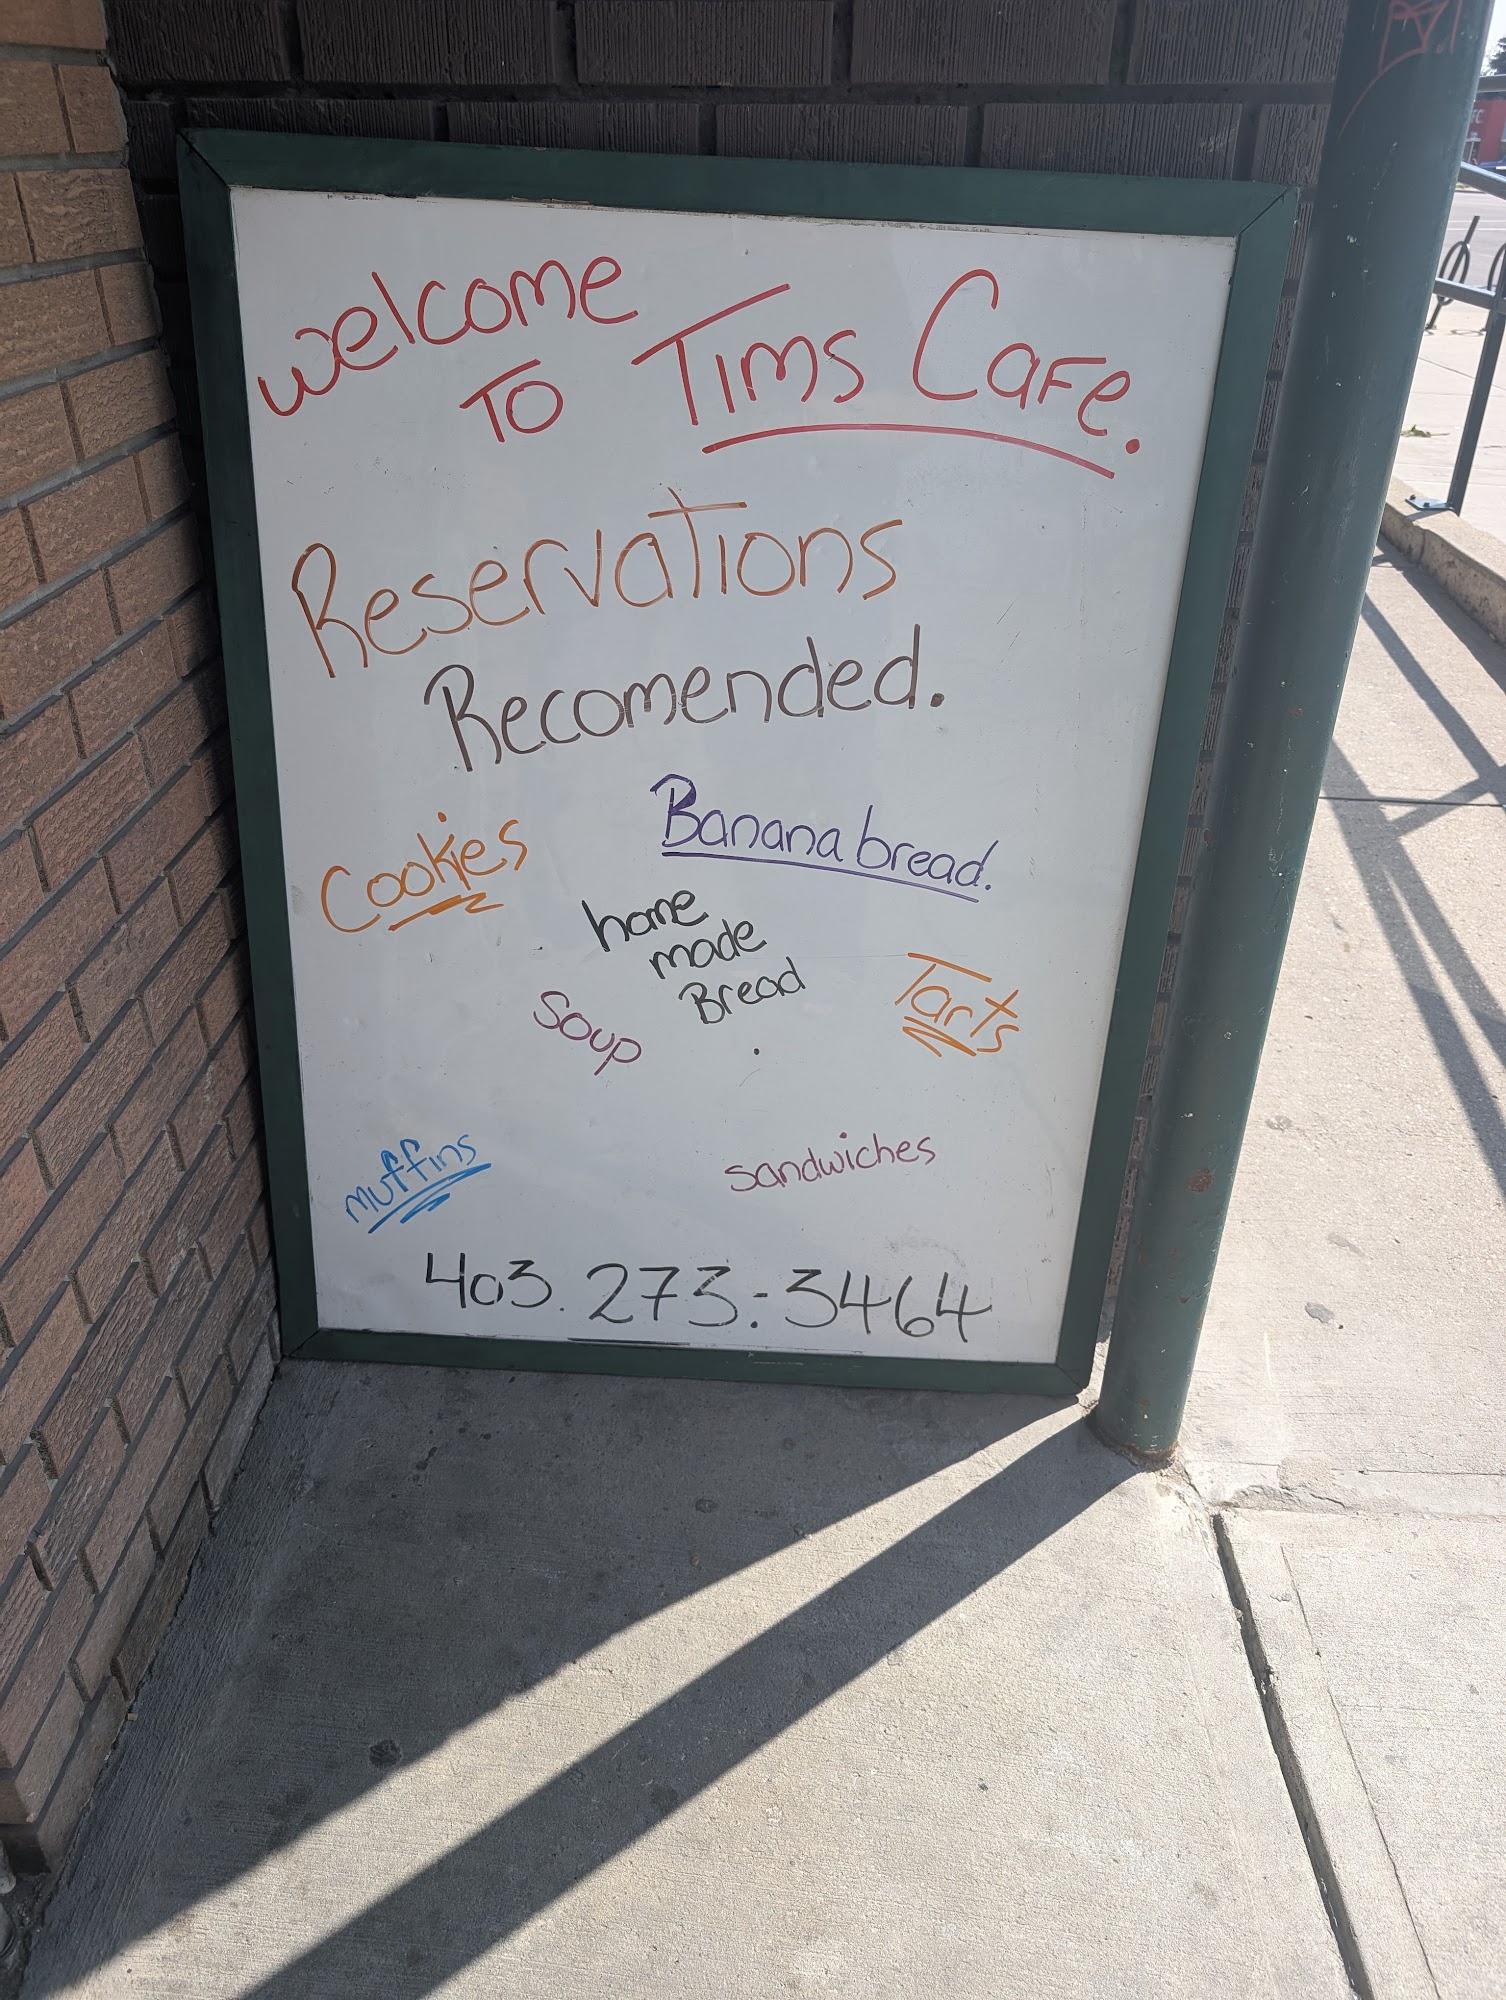 Welcome
To Tims Cafe.
Reservations
Recomended.
Cookies
Banana bread.
home
made
Bread
Soup
Tarts
muffins
sandwiches
403.273.-3464